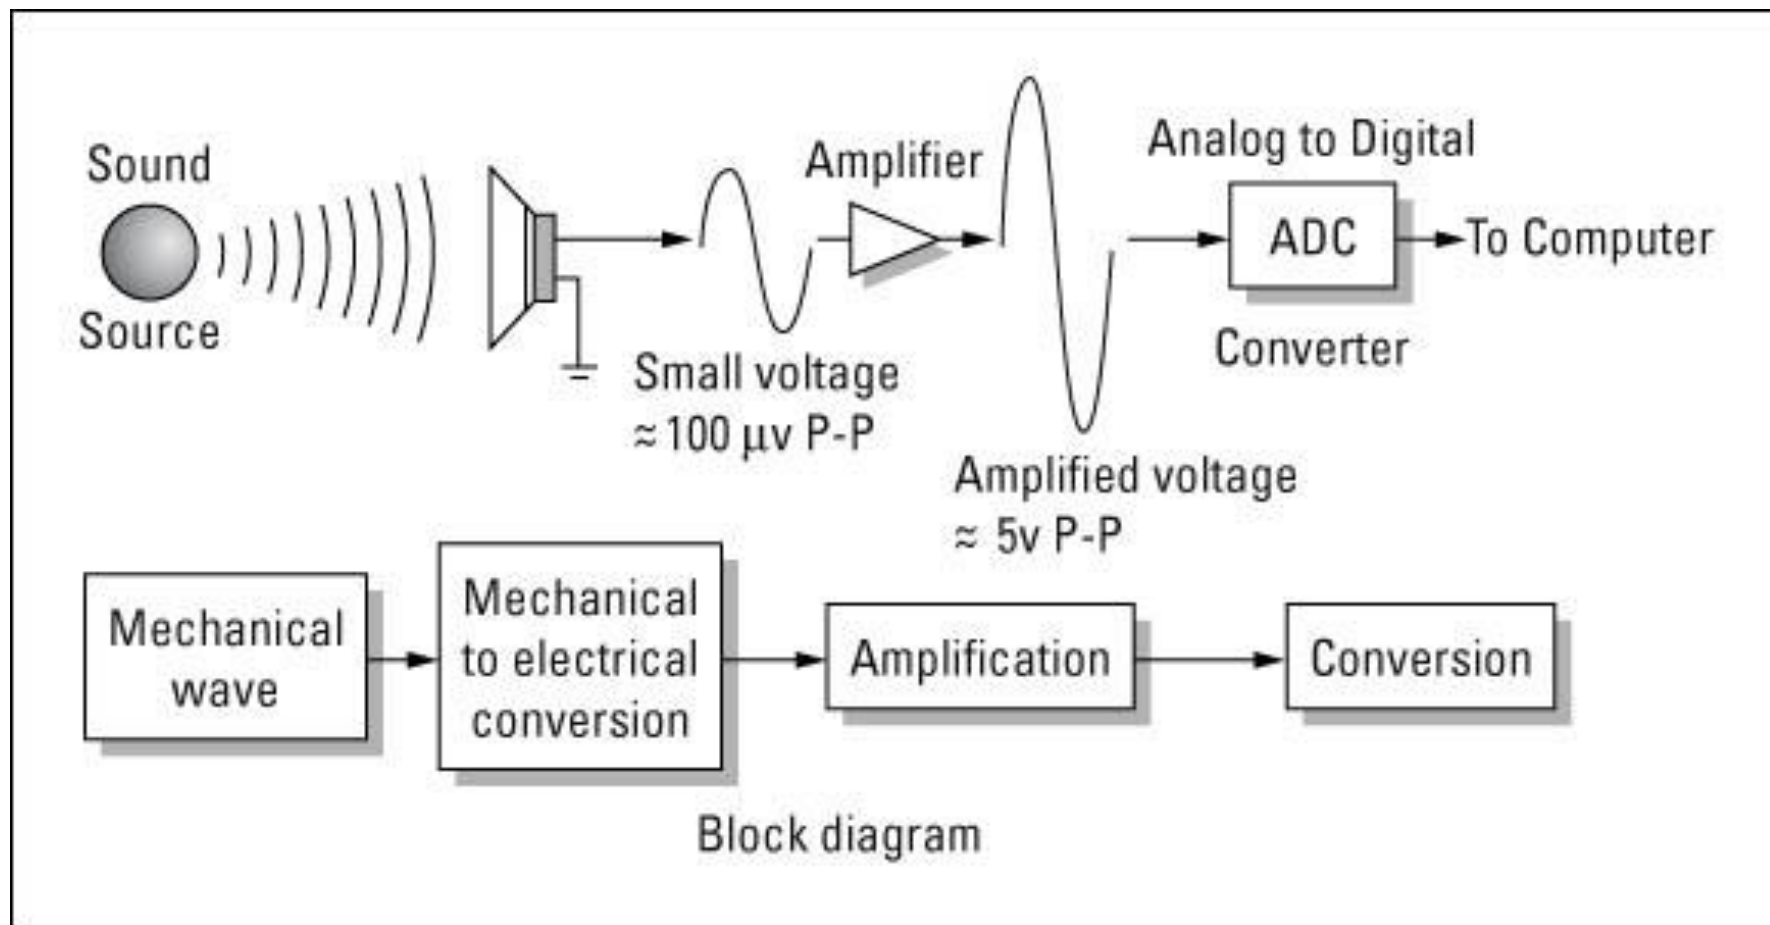 Sound
Source
Small voltage
≈ 100 μv P-P
Amplifier
Amplified voltage
≈ 5v P-P
Analog to Digital
ADC
Converter
To Computer
Mechanical
wave
Mechanical
to electrical
conversion
Amplification
Conversion
Block diagram